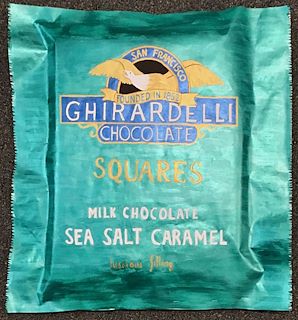 SAN FRANCISCO
FOUNDED IN 1852
GHIRARDELLI
CHOCOLATE
SQUARES
MILK CHOCOLATE
SEA SALT CARAMEL
luscious filling